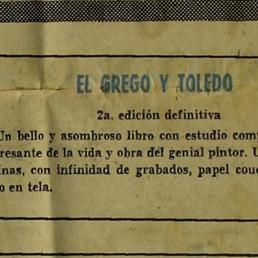 EL GREGO Y TOLEDO
2a. edición definitiva
Un bello y asombroso libro con estudio com
resante de la vida y obra del genial pintor. U
inas, con infinidad de grabados, papel couc
o en tela.